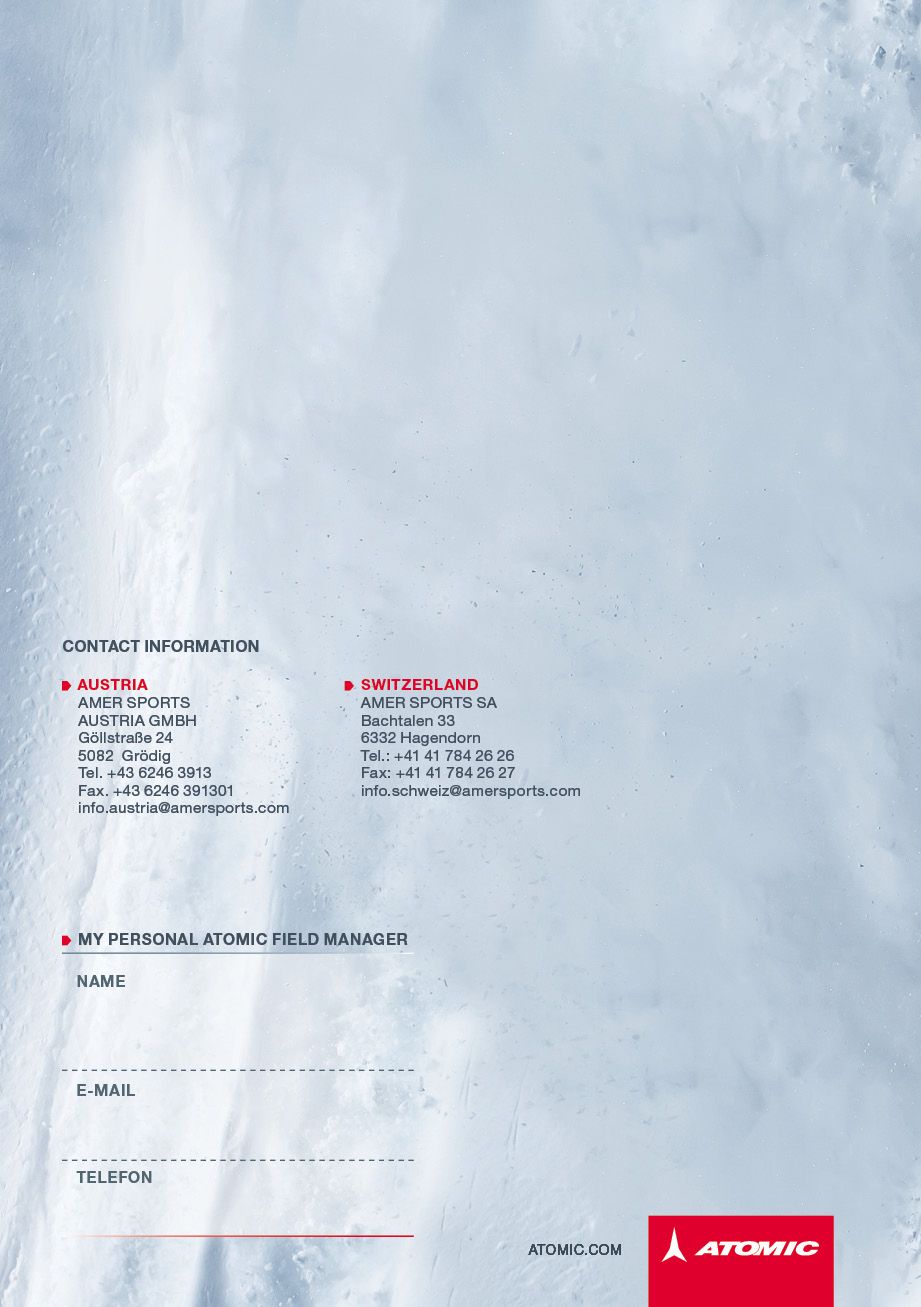 CONTACT INFORMATION
AUSTRIA
AMER SPORTS
AUSTRIA GMBH
Göllstraße 24
5082  Grödig
Tel. +43 6246 3913
Fax. +43 6246 391301
info.austria@amersports.com
SWITZERLAND
AMER SPORTS SA
Bachtalen 33
6332 Hagendorn
Tel.: +41 41 784 26 26
Fax: +41 41 784 26 27
info.schweiz@amersports.com
MY PERSONAL ATOMIC FIELD MANAGER
NAME
E-MAIL
TELEFON
ATOMIC.COM
ATOMIC